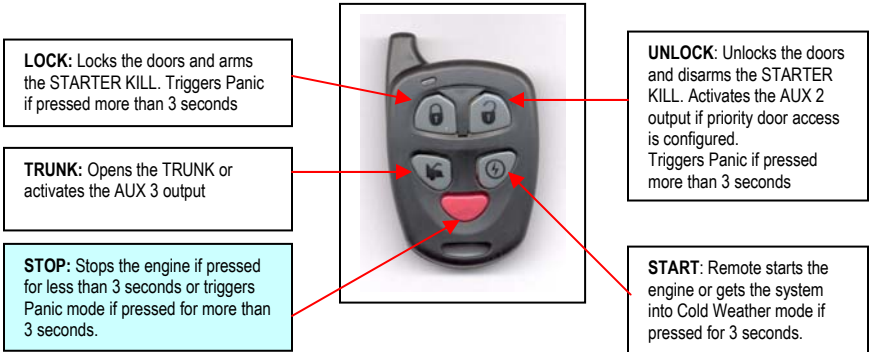 LOCK: Locks the doors and arms
the STARTER KILL. Triggers Panic
if pressed more than 3 seconds
TRUNK: Opens the TRUNK or
activates the AUX 3 output
STOP: Stops the engine if pressed
for less than 3 seconds or triggers
Panic mode if pressed for more than
3 seconds.
UNLOCK: Unlocks the doors
and disarms the STARTER
KILL. Activates the AUX 2
output if priority door access
is configured.
Triggers Panic if pressed
more than 3 seconds
START: Remote starts the
engine or gets the system
into Cold Weather mode if
pressed for 3 seconds.